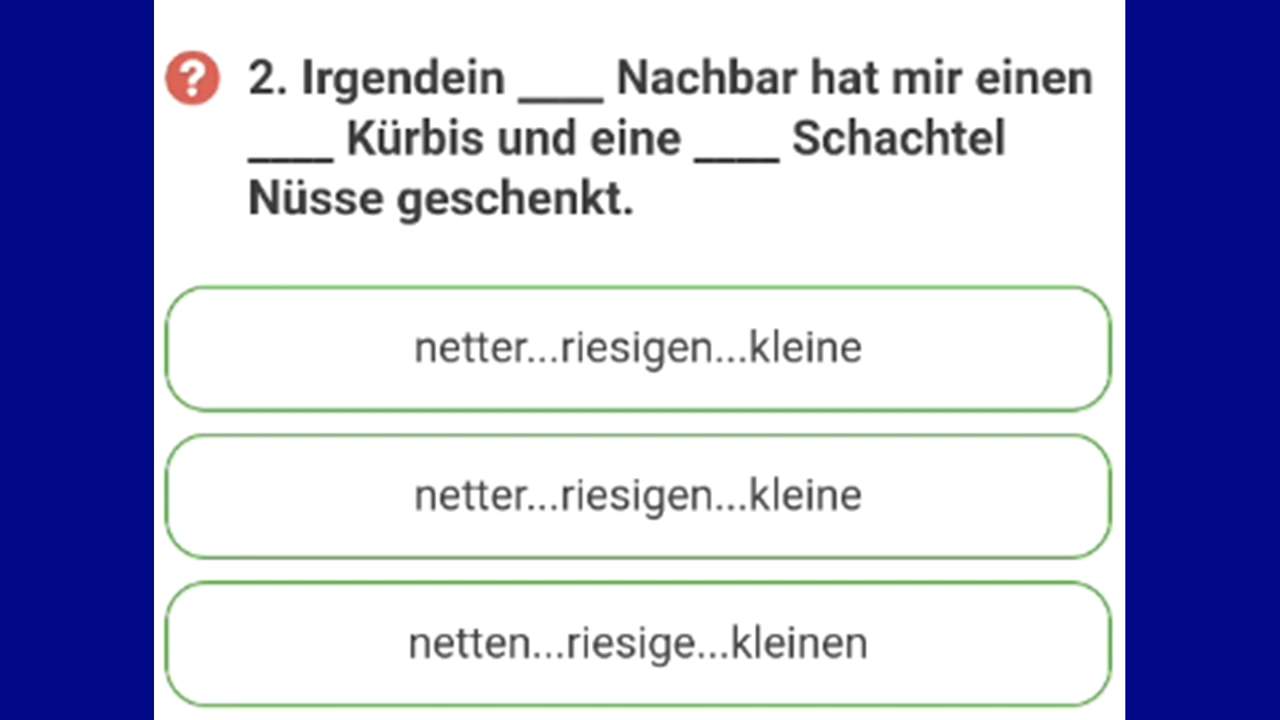 ? 2. Irgendein ____ Nachbar hat mir einen
____ Kürbis und eine ____ Schachtel
Nüsse geschenkt.
netter...riesigen...kleine
netter...riesigen...kleine
netten...riesige...kleinen